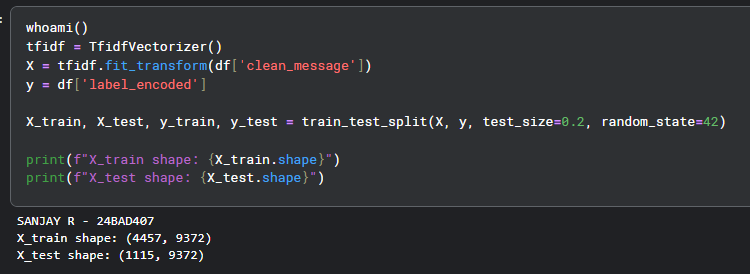 whoami()
tfidf = TfidfVectorizer()
X = tfidf.fit_transform(df['clean_message'])
y = df['label_encoded']
X_train, X_test, y_train, y_test = train_test_split(X, y, test_size=0.2, random_state=42)
print(f"X_train shape: {X_train.shape}")
print(f"X_test shape: {X_test.shape}")
SANJAY R - 24BAD407
X_train shape: (4457, 9372)
X_test shape: (1115, 9372)